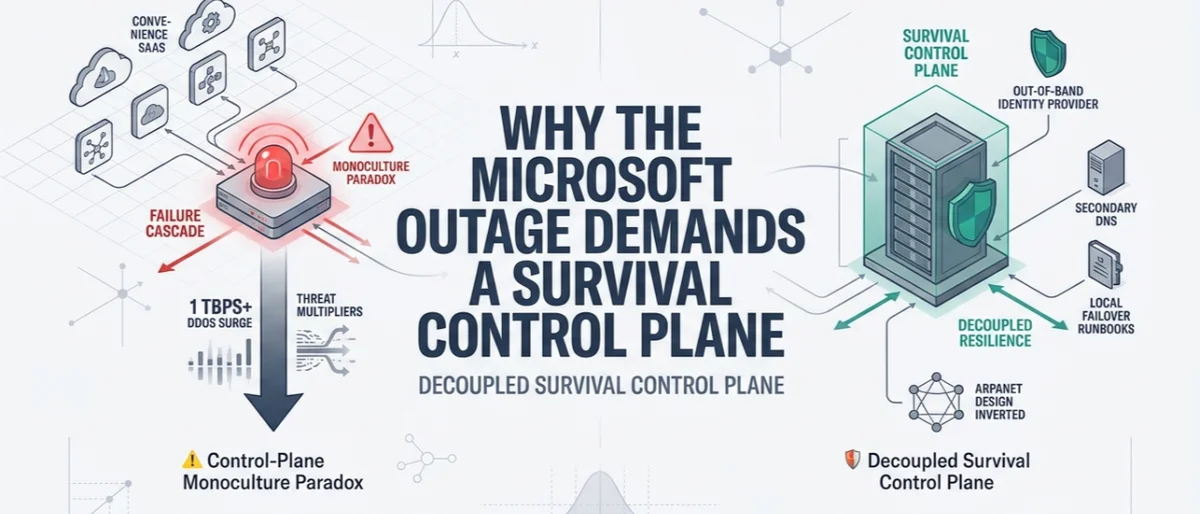 CONVE-
NIENCE
SAAS
MONOCULTURE
PARADOX
FAILURE
CASCADE
1 TBPS+
DDOS SURGE
THREAT
MULTIPLIERS
⚠️ Control-Plane
Monoculture Paradox
x
x
WHY THE
MICROSOFT
OUTAGE DEMANDS
A SURVIVAL
CONTROL PLANE
DECOUPLED SURVIVAL CONTROL PLANE
SURVIVAL
CONTROL
PLANE
OUT-OF-BAND
IDENTITY PROVIDER
SECONDARY
DNS
LOCAL
FAILOVER
RUNBOOKS
DECOUPLED
RESILIENCE
ARPANET
DESIGN
INVERTED
Decoupled Survival
Control Plane